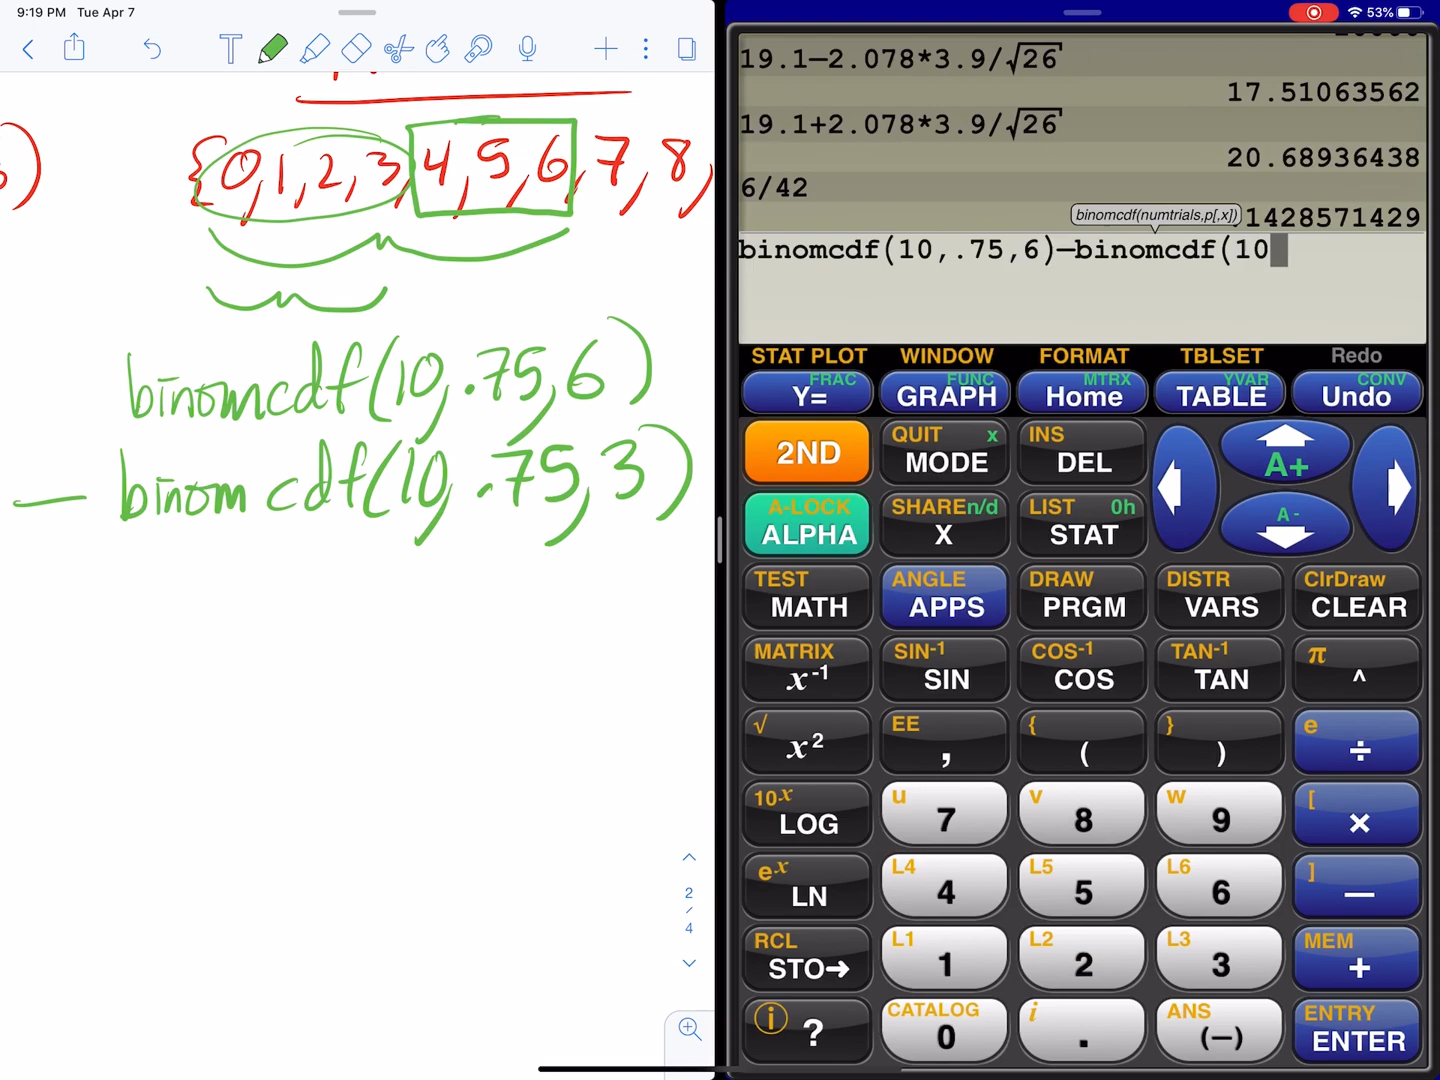 9:19 PM Tue Apr 7
53%
T
{0,1,2,3,4,5,6,7,8,
binomcdf(10,.75,6)
— binomcdf(10,.75,3)
2
/
4
19.1−2.078*3.9/√26
17.51063562
19.1+2.078*3.9/√26
20.68936438
6/42
binomcdf(numtrials,p[,x])
1428571429
binomcdf(10,.75,6)−binomcdf(10
STAT PLOT WINDOW FORMAT TBLSET Redo
FRAC FUNC MTRX YVAR CONV
Y= GRAPH Home TABLE Undo
QUIT x INS
2ND MODE DEL A+
A-LOCK SHARE n/d LIST 0h A-
ALPHA X STAT
TEST ANGLE DRAW DISTR ClrDraw
MATH APPS PRGM VARS CLEAR
MATRIX SIN-1 COS-1 TAN-1 π
x-1 SIN COS TAN ^
√ EE { } e
x2 , ( ) ÷
10x u v w [
LOG 7 8 9 ×
ex L4 L5 L6 ]
LN 4 5 6 −
RCL L1 L2 L3 MEM
STO➔ 1 2 3 +
i CATALOG i ANS ENTRY
? 0 . (−) ENTER